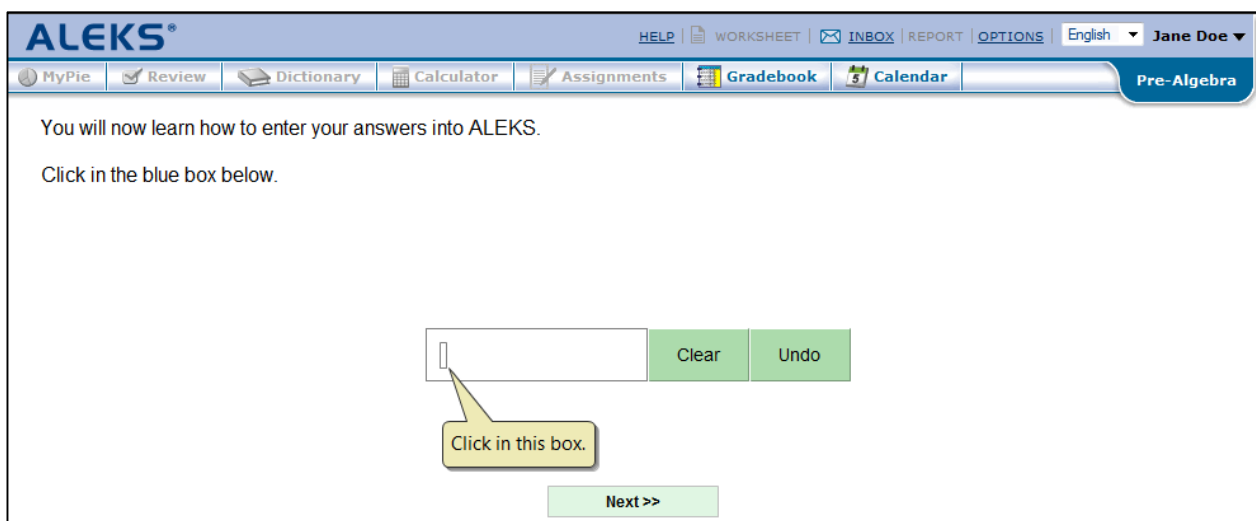 ALEKS®
HELP | WORKSHEET | INBOX | REPORT | OPTIONS | English Jane Doe
MyPie Review Dictionary Calculator Assignments Gradebook 5 Calendar Pre-Algebra
You will now learn how to enter your answers into ALEKS.
Click in the blue box below.
Clear Undo
Click in this box.
Next >>